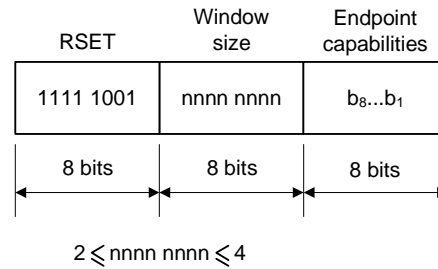 RSET
Window size
Endpoint capabilities
1111 1001
nnnn nnnn
b8...b1
8 bits
8 bits
8 bits
2 ⩽ nnnn nnnn ⩽ 4